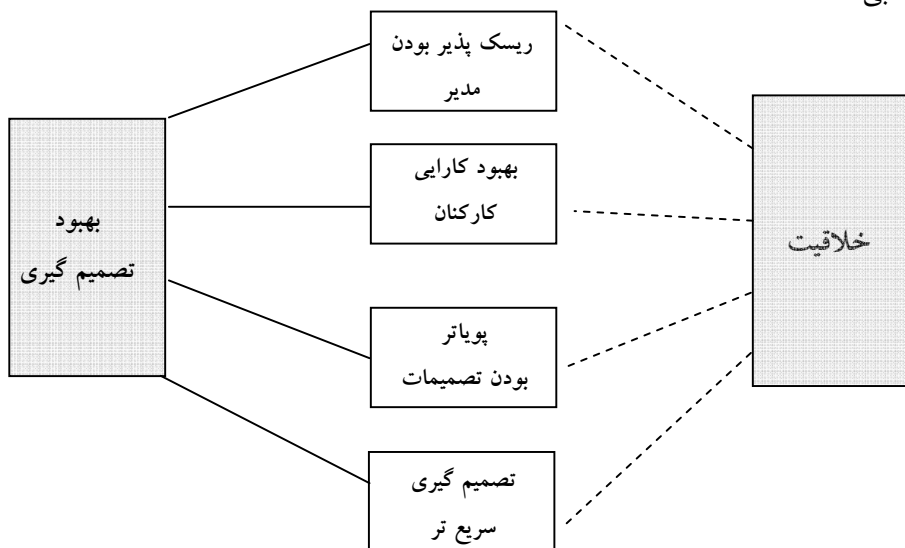 ریسک پذیر بودن
مدیر
بهبود کارایی
کارکنان
خلاقیت
بهبود
تصمیم گیری
پویاتر
بودن تصمیمات
تصمیم گیری
سریع تر